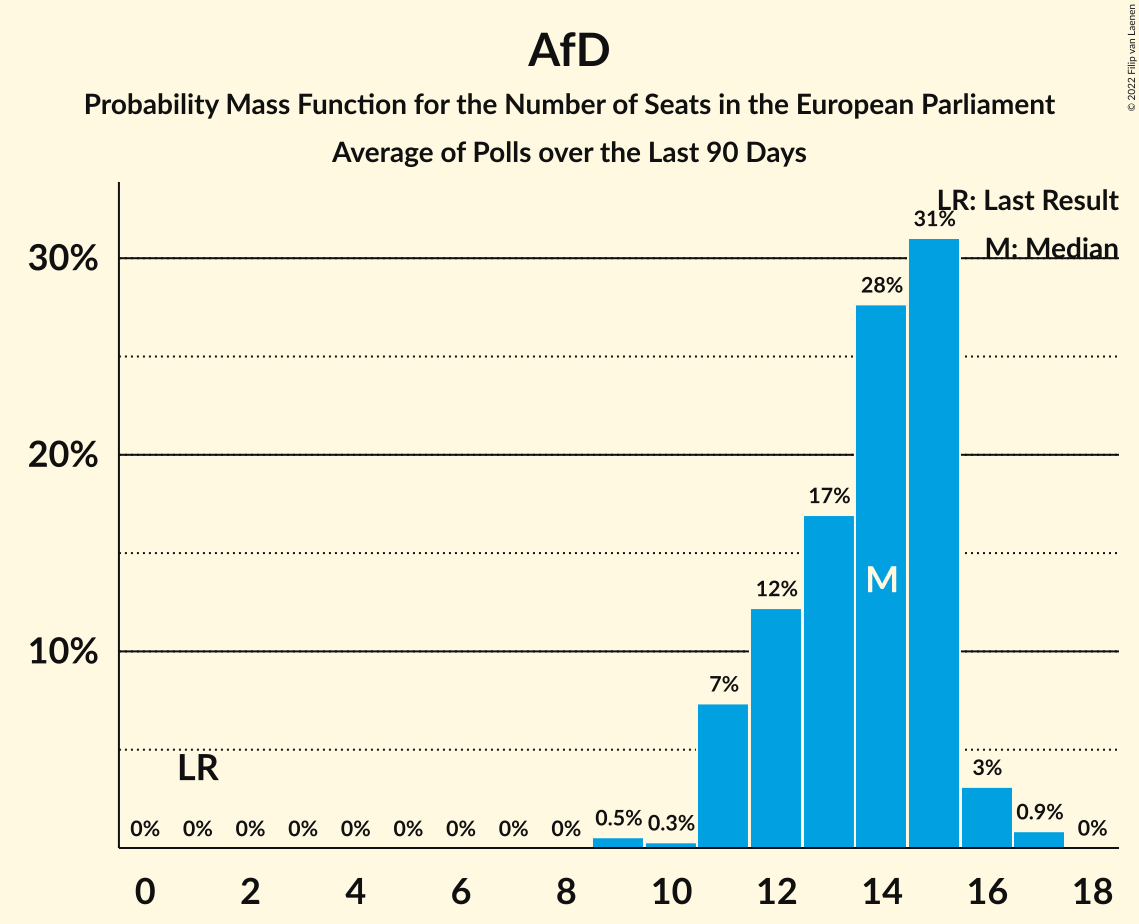 AfD
Probability Mass Function for the Number of Seats in the European Parliament
Average of Polls over the Last 90 Days
© 2022 Filip van Laenen
LR: Last Result
M: Median
30%
20%
10%
0% 0% 0% 0% 0% 0% 0% 0% 0% 0.5% 0.3% 7% 12% 17% 28% 31% 3% 0.9% 0%
LR
M
0 2 4 6 8 10 12 14 16 18